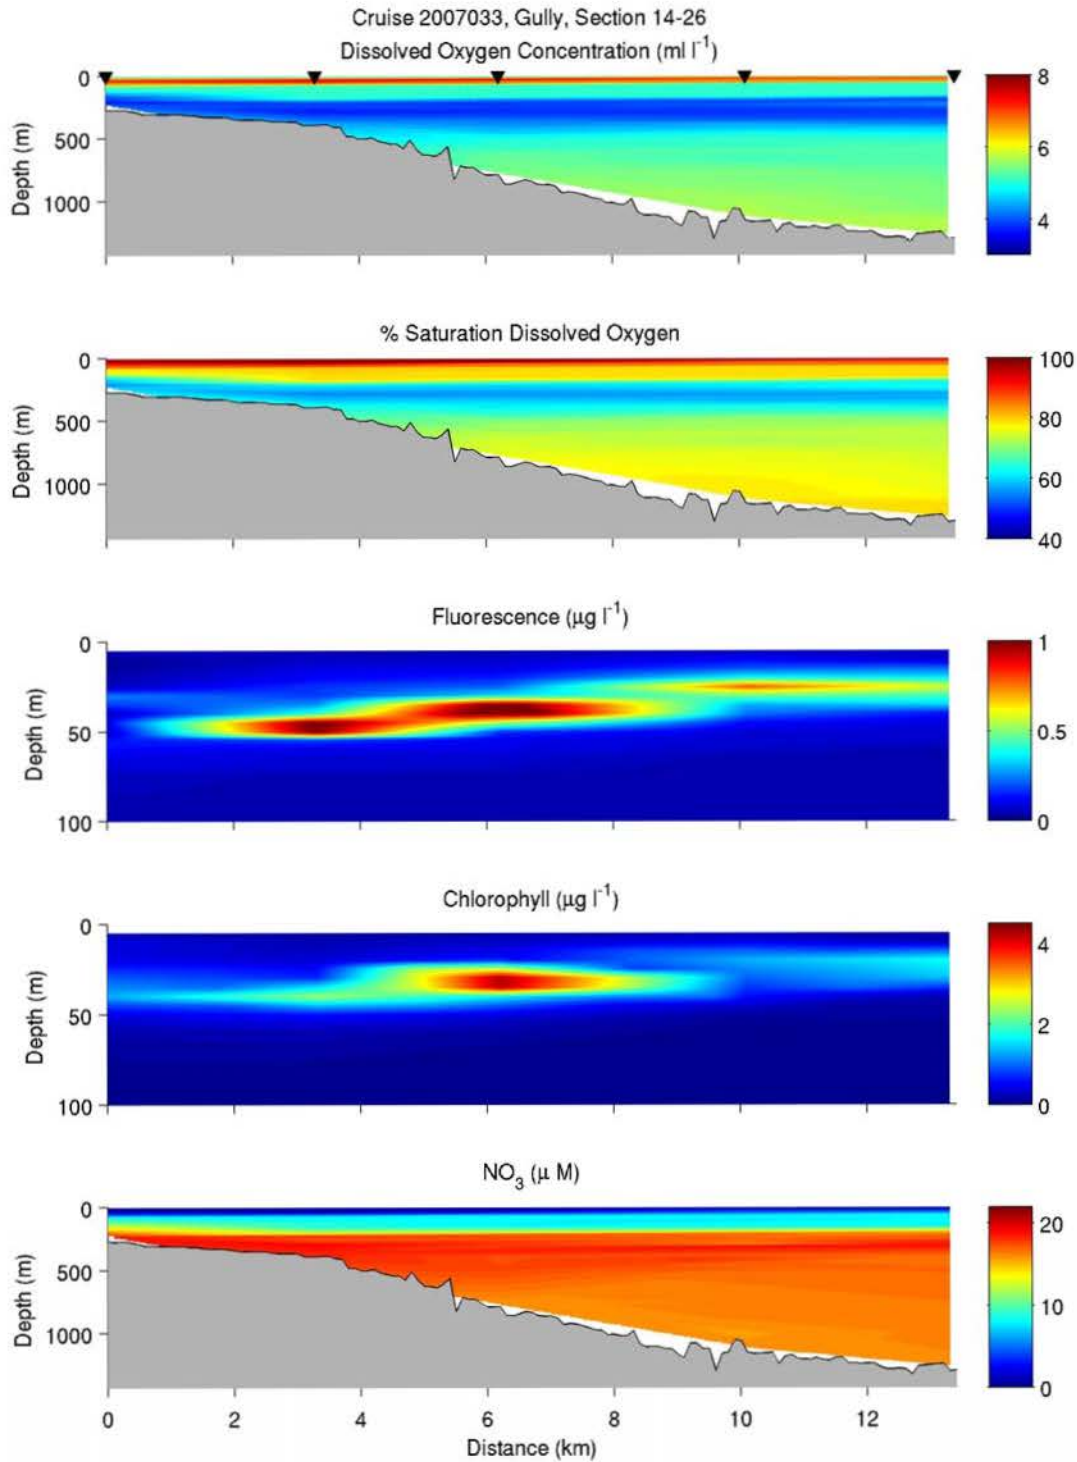 Cruise 2007033, Gully, Section 14-26
Dissolved Oxygen Concentration (ml l⁻¹)
0
500
1000
Depth (m)
8
6
4
% Saturation Dissolved Oxygen
0
500
1000
Depth (m)
100
80
60
40
Fluorescence (μg l⁻¹)
0
50
100
Depth (m)
1
0.5
0
Chlorophyll (μg l⁻¹)
0
50
100
Depth (m)
4
2
0
NO₃ (μ M)
0
500
1000
Depth (m)
20
10
0
0 2 4 6 8 10 12
Distance (km)